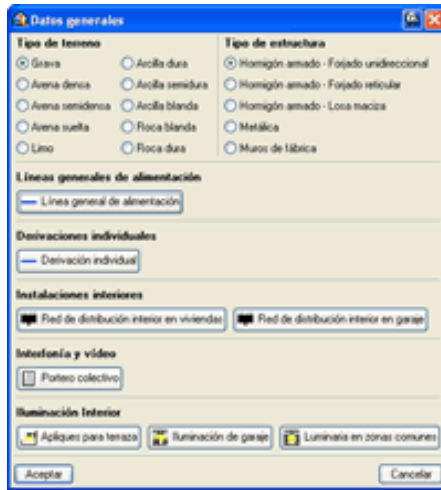 Datos generales
Tipo de terreno
Tipo de estructura
Grava
Arcilla dura
Hormigón armado - Forjado unidireccional
Arena densa
Arcilla semidura
Hormigón armado - Forjado reticular
Arena semidensa
Arcilla blanda
Hormigón armado - Losa maciza
Arena suelta
Roca blanda
Metálica
Limo
Roca dura
Muros de fábrica
Líneas generales de alimentación
Línea general de alimentación
Derivaciones individuales
Derivación individual
Instalaciones interiores
Red de distribución interior en viviendas
Red de distribución interior en garaje
Interfonía y vídeo
Portero colectivo
Iluminación Interior
Apliques para terraza
Iluminación de garaje
Luminaria en zonas comunes
Aceptar
Cancelar